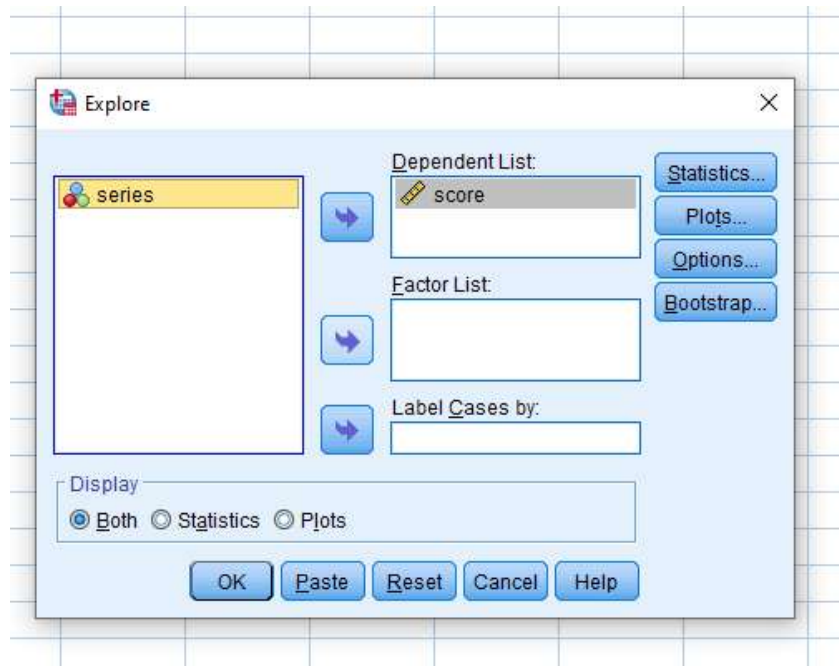 Explore
Dependent List:
series
score
Statistics...
Plots...
Options...
Factor List:
Bootstrap...
Label Cases by:
Display
Both Statistics Plots
OK Paste Reset Cancel Help